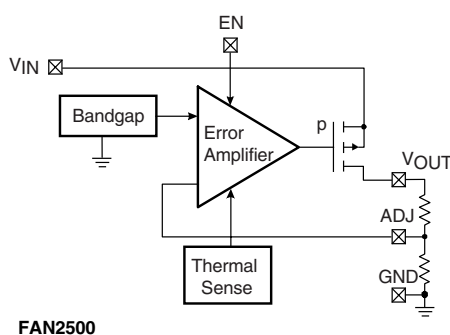 EN
VIN
Bandgap
Error
Amplifier
p
VOUT
ADJ
Thermal
Sense
GND
FAN2500